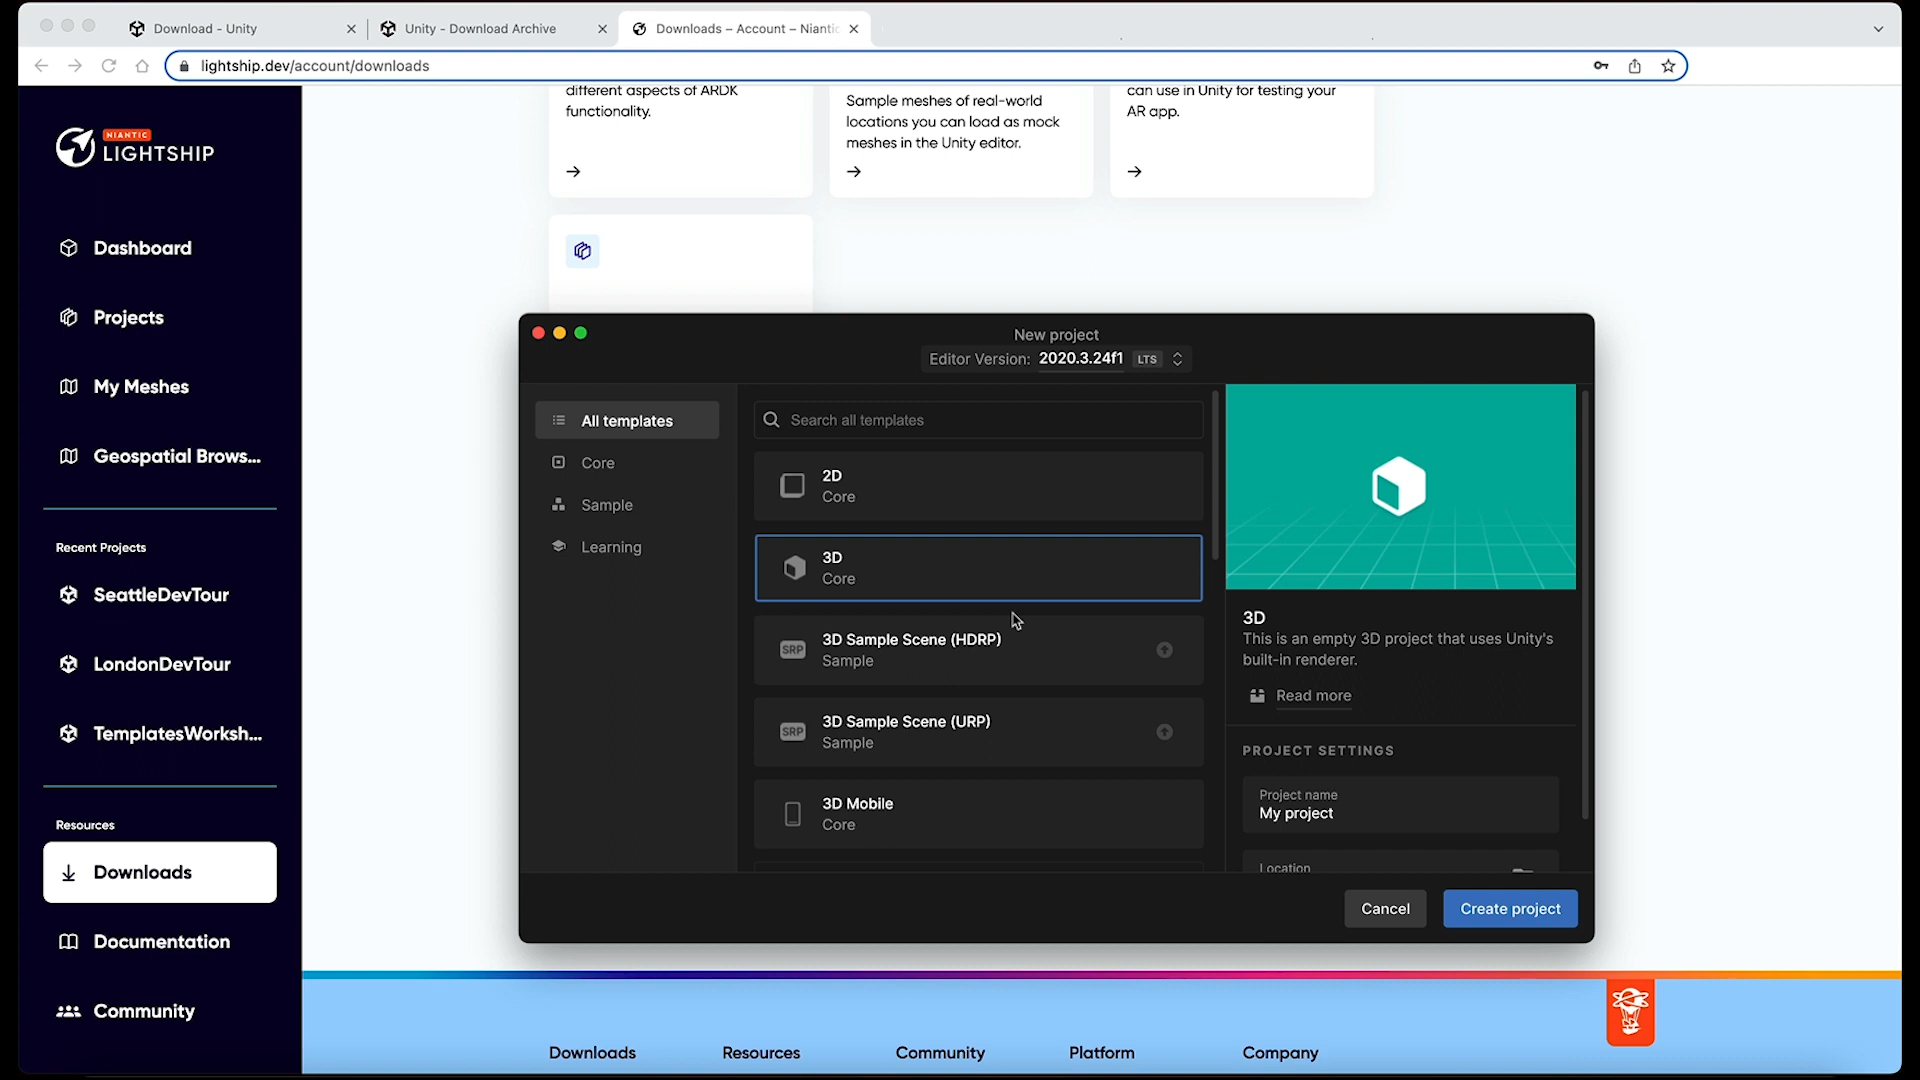 Download - Unity
Unity - Download Archive
Downloads – Account – Niantic
lightship.dev/account/downloads
NIANTIC
LIGHTSHIP
Dashboard
Projects
My Meshes
Geospatial Brows...
Recent Projects
SeattleDevTour
LondonDevTour
TemplatesWorksh...
Resources
Downloads
Documentation
Community
different aspects of ARDK
functionality.
Sample meshes of real-world
locations you can load as mock
meshes in the Unity editor.
can use in Unity for testing your
AR app.
New project
Editor Version: 2020.3.24f1 LTS
All templates
Core
Sample
Learning
Search all templates
2D
Core
3D
Core
SRP
3D Sample Scene (HDRP)
Sample
SRP
3D Sample Scene (URP)
Sample
3D Mobile
Core
3D
This is an empty 3D project that uses Unity's
built-in renderer.
Read more
PROJECT SETTINGS
Project name
My project
Location
Cancel
Create project
Downloads
Resources
Community
Platform
Company